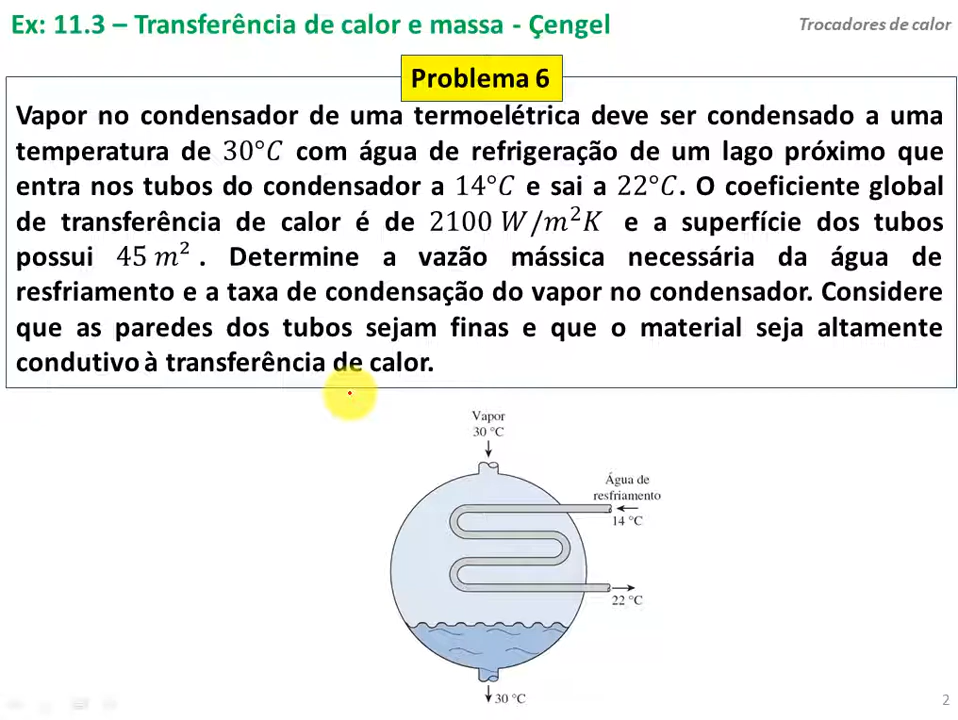 Ex: 11.3 – Transferência de calor e massa - Çengel
Trocadores de calor
Problema 6
Vapor no condensador de uma termoelétrica deve ser condensado a uma
temperatura de 30°C com água de refrigeração de um lago próximo que
entra nos tubos do condensador a 14°C e sai a 22°C. O coeficiente global
de transferência de calor é de 2100 W/m²K e a superfície dos tubos
possui 45 m² . Determine a vazão mássica necessária da água de
resfriamento e a taxa de condensação do vapor no condensador. Considere
que as paredes dos tubos sejam finas e que o material seja altamente
condutivo à transferência de calor.
Vapor
30 °C
Água de
resfriamento
14 °C
22 °C
30 °C
2